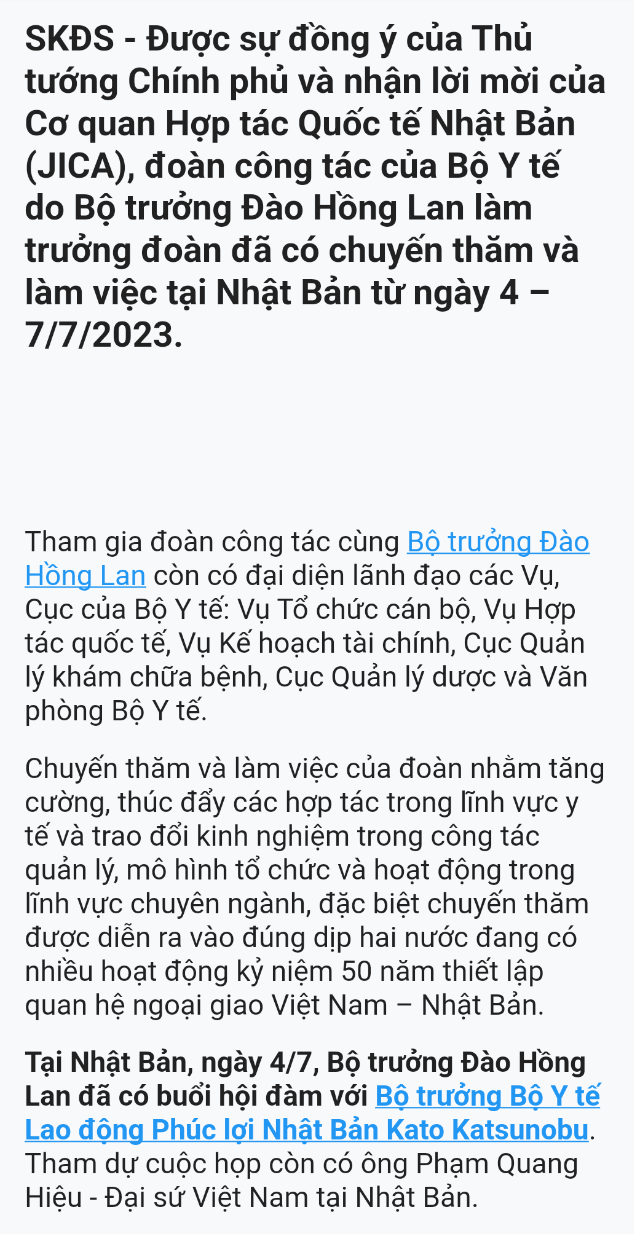 SKĐS - Được sự đồng ý của Thủ
tướng Chính phủ và nhận lời mời của
Cơ quan Hợp tác Quốc tế Nhật Bản
(JICA), đoàn công tác của Bộ Y tế
do Bộ trưởng Đào Hồng Lan làm
trưởng đoàn đã có chuyến thăm và
làm việc tại Nhật Bản từ ngày 4 –
7/7/2023.
Tham gia đoàn công tác cùng Bộ trưởng Đào
Hồng Lan còn có đại diện lãnh đạo các Vụ,
Cục của Bộ Y tế: Vụ Tổ chức cán bộ, Vụ Hợp
tác quốc tế, Vụ Kế hoạch tài chính, Cục Quản
lý khám chữa bệnh, Cục Quản lý dược và Văn
phòng Bộ Y tế.
Chuyến thăm và làm việc của đoàn nhằm tăng
cường, thúc đẩy các hợp tác trong lĩnh vực y
tế và trao đổi kinh nghiệm trong công tác
quản lý, mô hình tổ chức và hoạt động trong
lĩnh vực chuyên ngành, đặc biệt chuyến thăm
được diễn ra vào đúng dịp hai nước đang có
nhiều hoạt động kỷ niệm 50 năm thiết lập
quan hệ ngoại giao Việt Nam – Nhật Bản.
Tại Nhật Bản, ngày 4/7, Bộ trưởng Đào Hồng
Lan đã có buổi hội đàm với Bộ trưởng Bộ Y tế
Lao động Phúc lợi Nhật Bản Kato Katsunobu.
Tham dự cuộc họp còn có ông Phạm Quang
Hiệu - Đại sứ Việt Nam tại Nhật Bản.